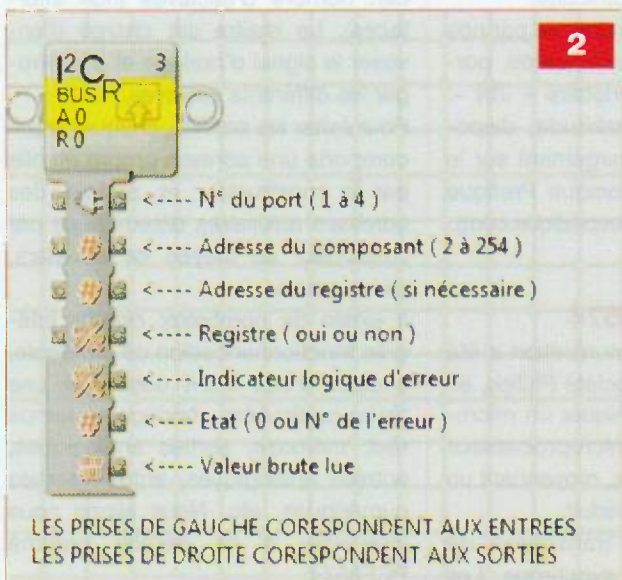 2
I²C 3
BUS R
A 0
R 0
<---- N° du port ( 1 à 4 )
<---- Adresse du composant ( 2 à 254 )
<---- Adresse du registre ( si nécessaire )
<---- Registre ( oui ou non )
<---- Indicateur logique d'erreur
<---- Etat ( 0 ou N° de l'erreur )
<---- Valeur brute lue
LES PRISES DE GAUCHE CORESPONDENT AUX ENTREES
LES PRISES DE DROITE CORESPONDENT AUX SORTIES